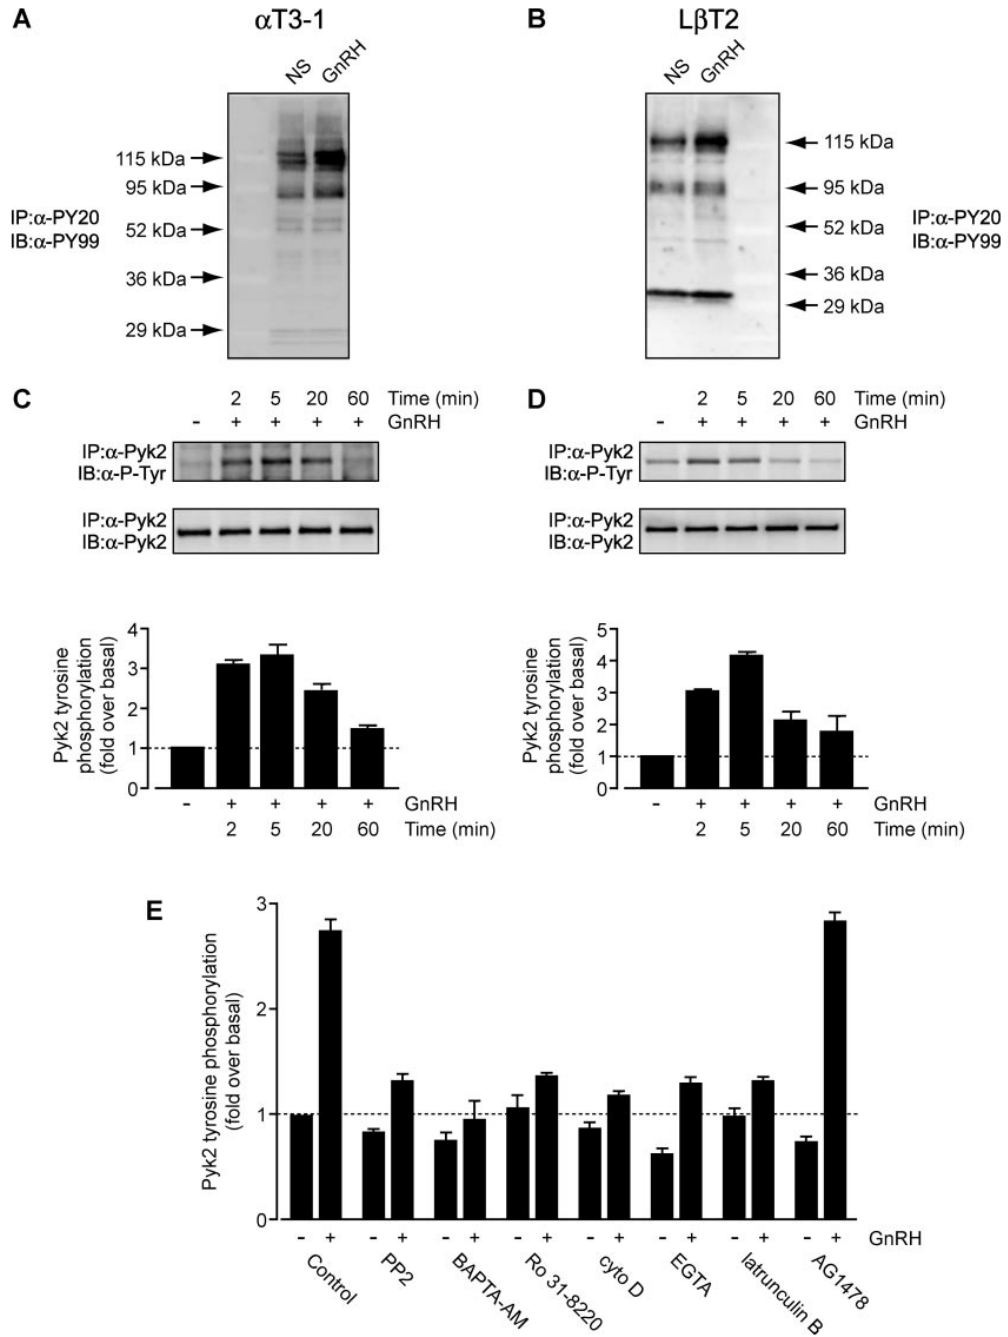 A αT3-1
NS GnRH
115 kDa
95 kDa
52 kDa
36 kDa
29 kDa
IP:α-PY20
IB:α-PY99
B LβT2
NS GnRH
115 kDa
95 kDa
52 kDa
36 kDa
29 kDa
IP:α-PY20
IB:α-PY99
C
2 5 20 60 Time (min)
- + + + + GnRH
IP:α-Pyk2
IB:α-P-Tyr
IP:α-Pyk2
IB:α-Pyk2
Pyk2 tyrosine
phosphorylation
(fold over basal)
4
3
2
1
0
- + + + + GnRH
2 5 20 60 Time (min)
D
2 5 20 60 Time (min)
- + + + + GnRH
IP:α-Pyk2
IB:α-P-Tyr
IP:α-Pyk2
IB:α-Pyk2
Pyk2 tyrosine
phosphorylation
(fold over basal)
5
4
3
2
1
0
- + + + + GnRH
2 5 20 60 Time (min)
E
Pyk2 tyrosine phosphorylation
(fold over basal)
3
2
1
0
- + - + - + - + - + - + - + - + GnRH
Control PP2 BAPTA-AM Ro 31-8220 cyto D EGTA latrunculin B AG1478